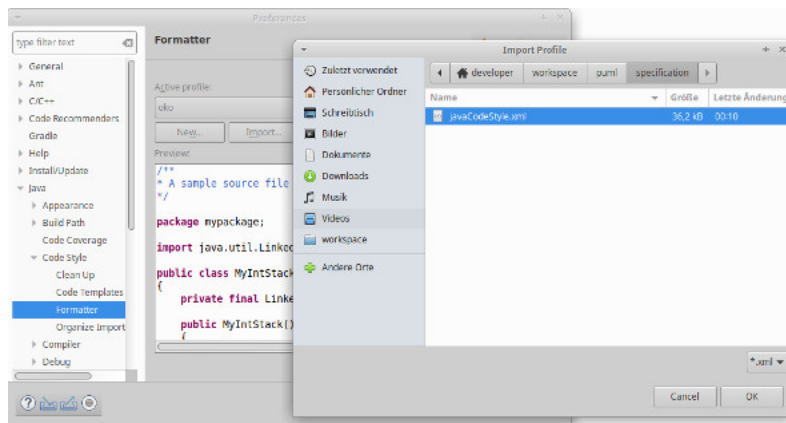 Preferences
type filter text
General
Ant
C/C++
Code Recommenders
Gradle
Help
Install/Update
Java
Appearance
Build Path
Code Coverage
Code Style
Clean Up
Code Templates
Formatter
Organize Import
Compiler
Debug
Formatter
Active profile:
oko
New...
Import...
Preview:
/**
* A sample source file
*/
package mypackage;
import java.util.Linked
public class MyIntStack
{
private final Linke
public MyIntStack()
{
Import Profile
Zuletzt verwendet
Persönlicher Ordner
Schreibtisch
Bilder
Dokumente
Downloads
Musik
Videos
workspace
Andere Orte
developer workspace puml specification
Name Größe Letzte Änderung
javaCodeStyle.xml 36,2 kB 00:10
*.xml
Cancel OK